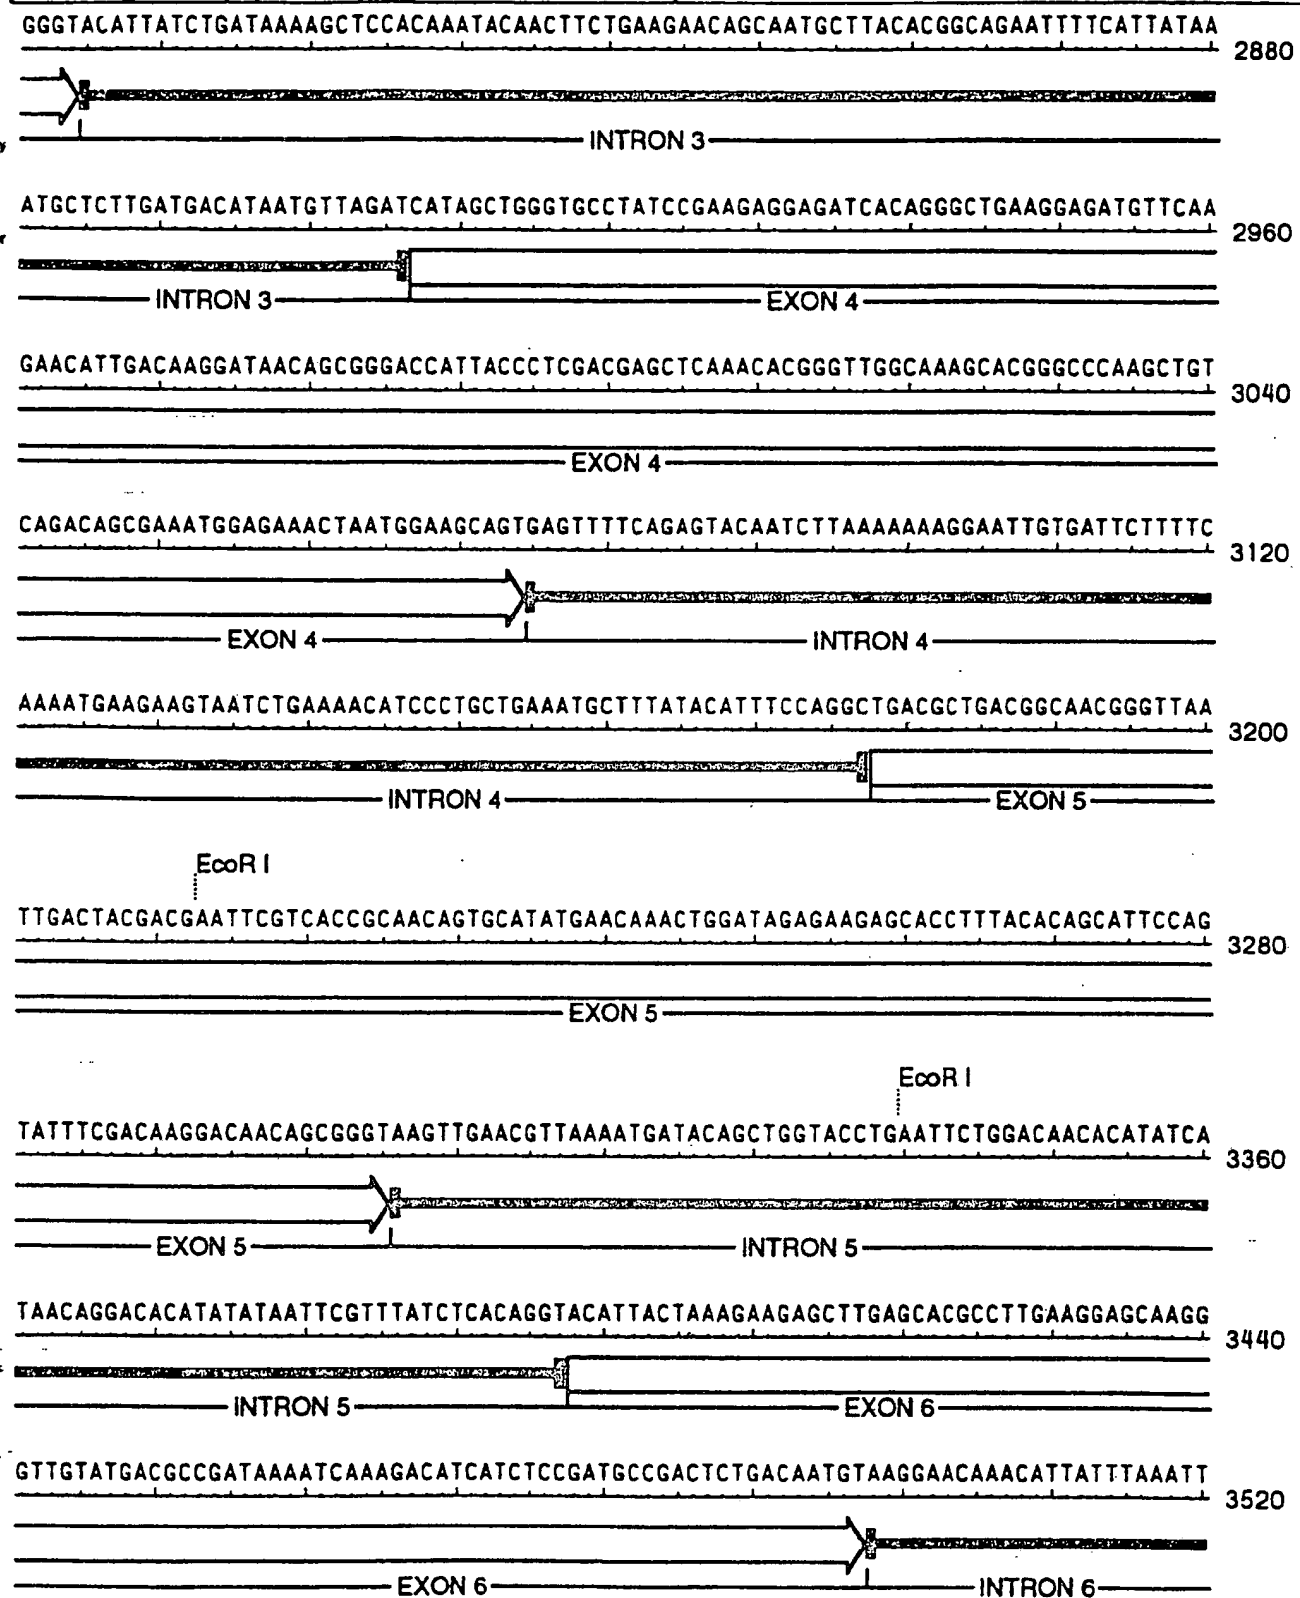 GGGTACATTATCTGATAAAAGCTCCACAAATACAACTTCTGAAGAACAGCAATGCTTACACGGCAGAATTTTCATTATAA
2880
INTRON 3
ATGCTCTTGATGACATAATGTTAGATCATAGCTGGGTGCCTATCCGAAGAGGAGATCACAGGGCTGAAGGAGATGTTCAA
2960
INTRON 3 EXON 4
GAACATTGACAAGGATAACAGCGGGACCATTACCCTCGACGAGCTCAAACACGGGTTGGCAAAGCACGGGCCCAAGCTGT
3040
EXON 4
CAGACAGCGAAATGGAGAAACTAATGGAAGCAGTGAGTTTTCAGAGTACAATCTTAAAAAAAGGAATTGTGATTCTTTTC
3120
EXON 4 INTRON 4
AAAATGAAGAAGTAATCTGAAAACATCCCTGCTGAAATGCTTTATACATTTCCAGGCTGACGCTGACGGCAACGGGTTAA
3200
INTRON 4 EXON 5
EcoR I
TTGACTACGACGAATTCGTCACCGCAACAGTGCATATGAACAAACTGGATAGAGAAGAGCACCTTTACACAGCATTCCAG
3280
EXON 5
EcoR I
TATTTCGACAAGGACAACAGCGGGTAAGTTGAACGTTAAAATGATACAGCTGGTACCTGAATTCTGGACAACACATATCA
3360
EXON 5 INTRON 5
TAACAGGACACATATATAATTCGTTTATCTCACAGGTACATTACTAAAGAAGAGCTTGAGCACGCCTTGAAGGAGCAAGG
3440
INTRON 5 EXON 6
GTTGTATGACGCCGATAAAATCAAAGACATCATCTCCGATGCCGACTCTGACAATGTAAGGAACAAACATTATTTAAATT
3520
EXON 6 INTRON 6